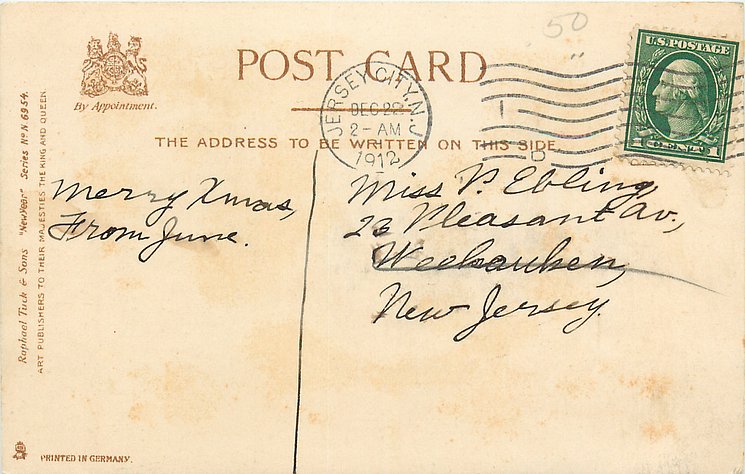 50
POST CARD
By Appointment.
U.S. POSTAGE
1 CENT 1
JERSEY CITY, N.J.
DEC 22
2-AM
1912
THE ADDRESS TO BE WRITTEN ON THIS SIDE
Merry Xmas,
From June.
Miss P. Ebling,
23 Pleasant Av.,
Weehauken,
New Jersey.
Raphael Tuck & Sons "New Year" Series No N 6954.
ART PUBLISHERS TO THEIR MAJESTIES THE KING AND QUEEN
PRINTED IN GERMANY.